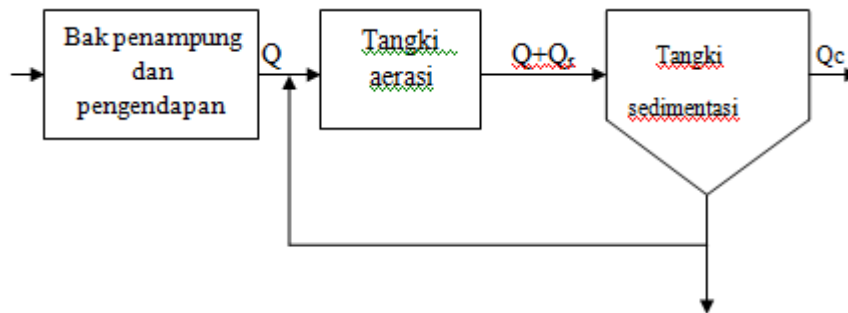 Bak penampung
dan
pengendapan
Q
Tangki
aerasi
Q+Qr
Tangki
sedimentasi
Qc